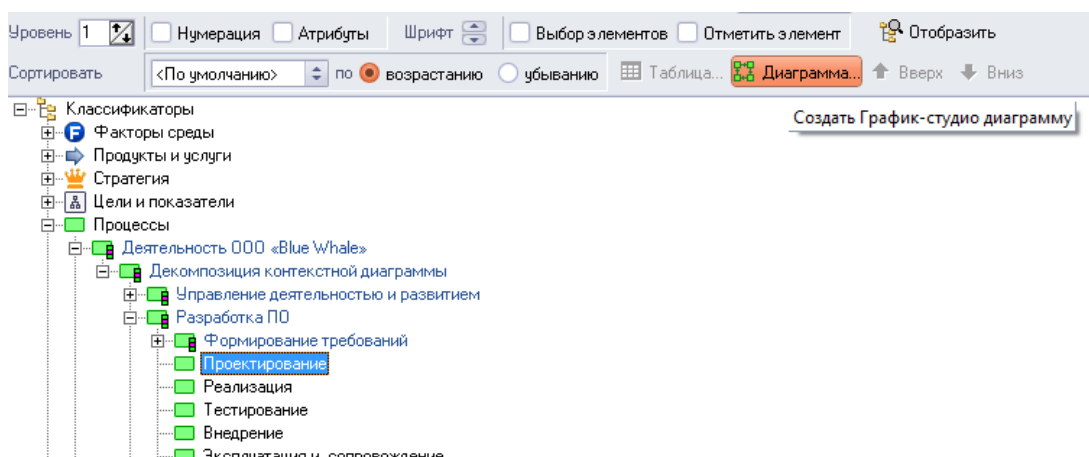 Уровень 1 Нумерация Атрибуты Шрифт Выбор элементов Отметить элемент Отобразить
Сортировать <По умолчанию> по возрастанию убыванию Таблица... Диаграмма... Вверх Вниз
Создать График-студио диаграмму
Классификаторы
Факторы среды
Продукты и услуги
Стратегия
Цели и показатели
Процессы
Деятельность ООО «Blue Whale»
Декомпозиция контекстной диаграммы
Управление деятельностью и развитием
Разработка ПО
Формирование требований
Проектирование
Реализация
Тестирование
Внедрение
Эксплуатация и сопровождение